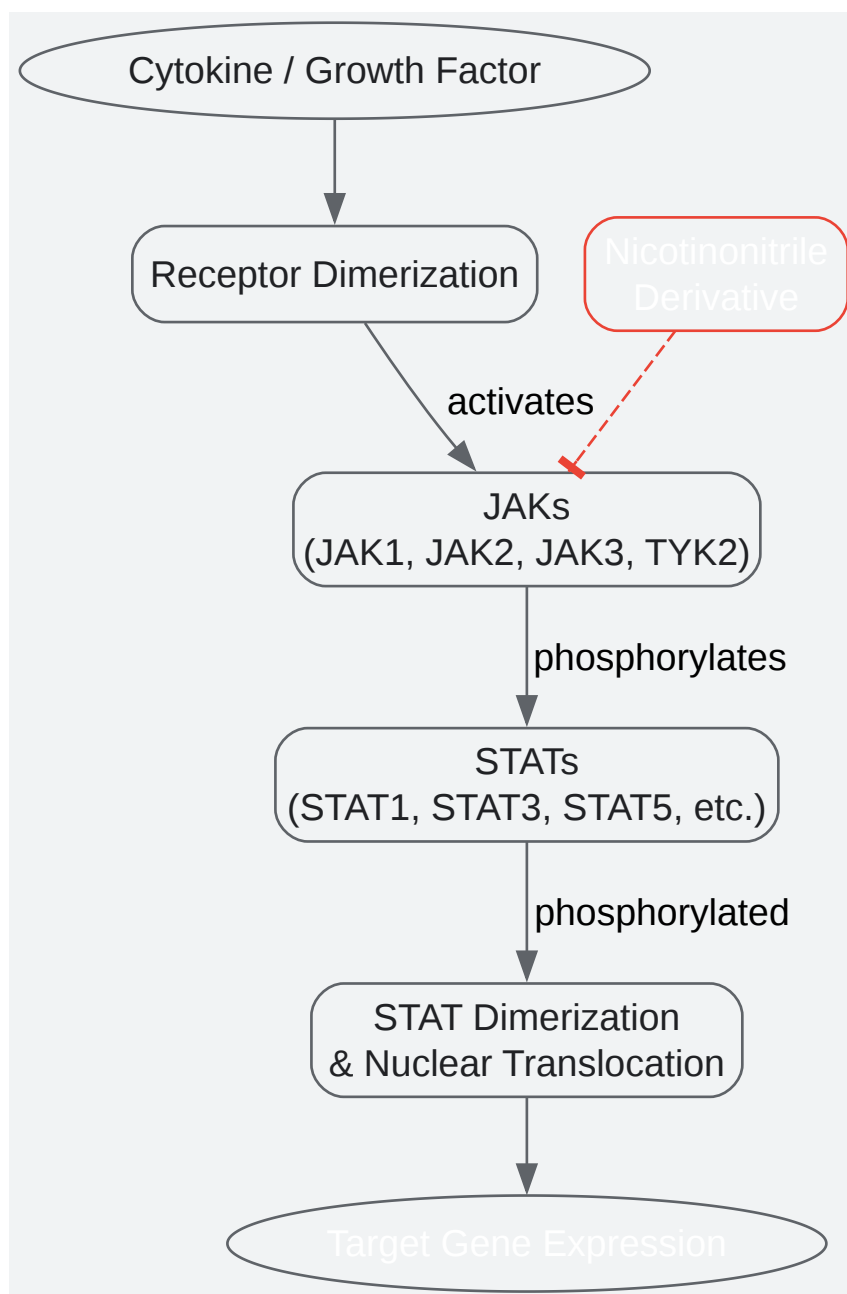 Cytokine / Growth Factor
Receptor Dimerization
Nicotinonitrile
Derivative
activates
JAKs
(JAK1, JAK2, JAK3, TYK2)
phosphorylates
STATs
(STAT1, STAT3, STAT5, etc.)
phosphorylated
STAT Dimerization
& Nuclear Translocation
Target Gene Expression